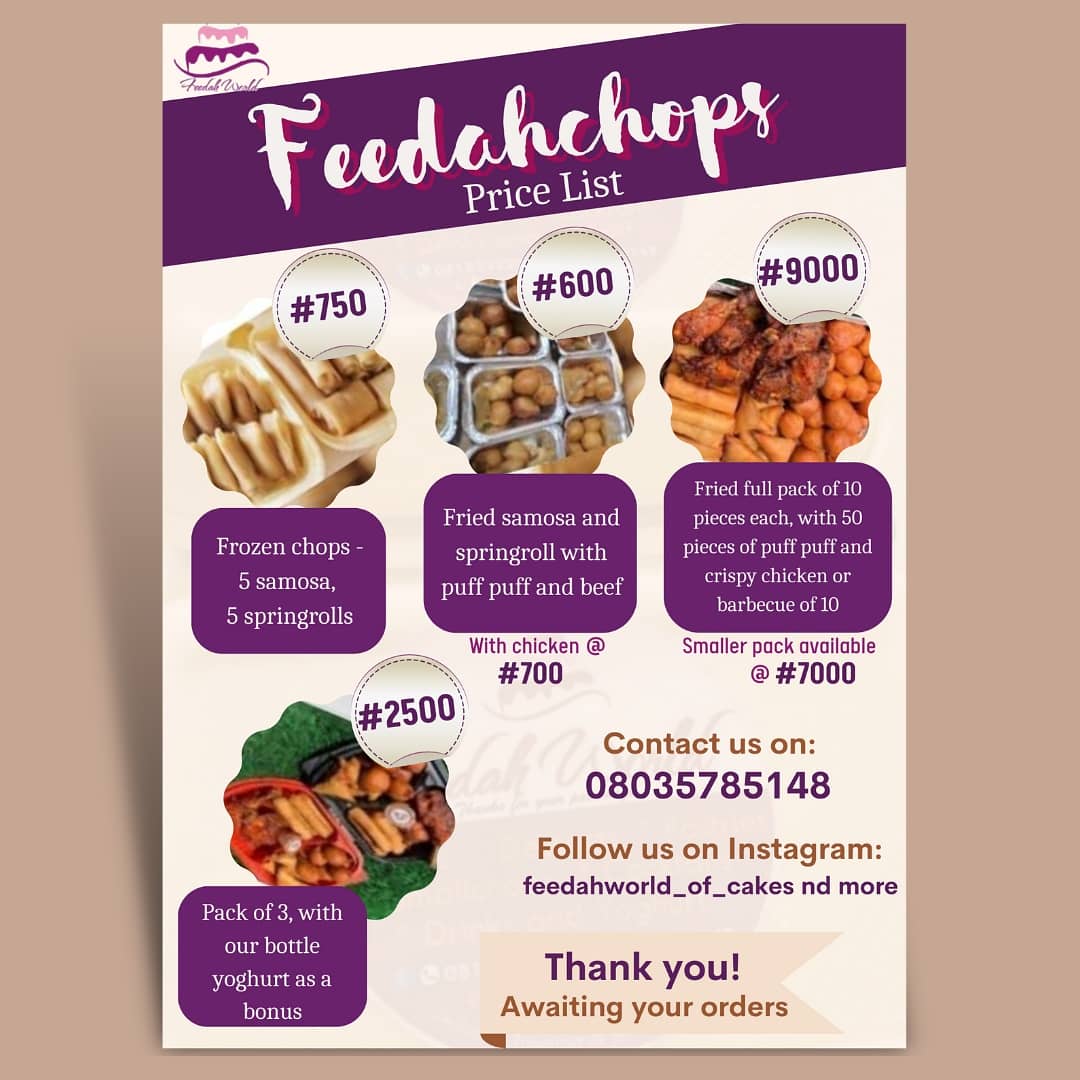 Feedah World
Feedahchops
Price List
#750
#600
#9000
Frozen chops -
5 samosa,
5 springrolls
Fried samosa and
springroll with
puff puff and beef
With chicken @
#700
Fried full pack of 10
pieces each, with 50
pieces of puff puff and
crispy chicken or
barbecue of 10
Smaller pack available
@ #7000
#2500
Pack of 3, with
our bottle
yoghurt as a
bonus
Contact us on:
08035785148
Follow us on Instagram:
feedahworld_of_cakes nd more
Thank you!
Awaiting your orders